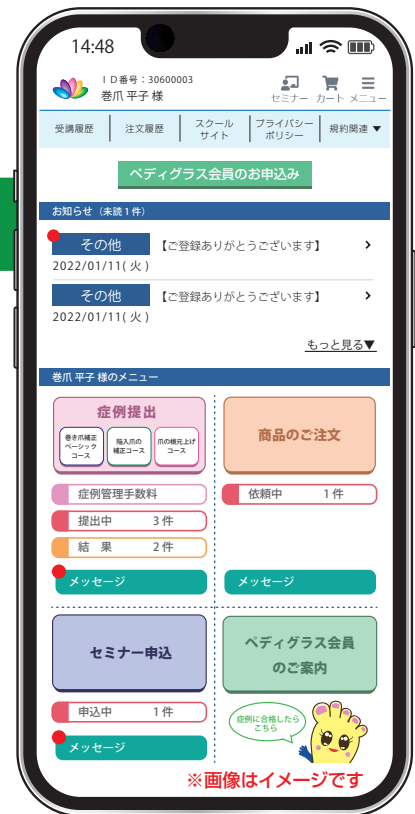 14:48
ID番号：30600003
巻爪 平子 様
セミナー カート メニュー
受講履歴 注文履歴 スクールサイト プライバシーポリシー 規約関連▼
ペディグラス会員のお申込み
お知らせ（未読1件）
その他 【ご登録ありがとうございます】 >
2022/01/11(火)
その他 【ご登録ありがとうございます】 >
2022/01/11(火)
もっと見る▼
巻爪 平子 様のメニュー
症例提出
巻き爪補正
ベーシック
コース
陥入爪の
補正コース
爪の根元上げ
コース
症例管理手数料
提出中 3件
結 果 2件
メッセージ
商品のご注文
依頼中 1件
メッセージ
セミナー申込
申込中 1件
メッセージ
ペディグラス会員
のご案内
症例に合格したら
こちら
※画像はイメージです